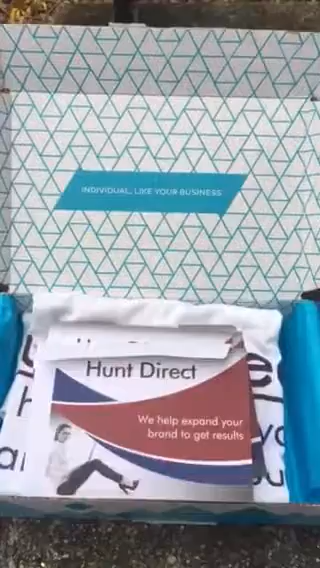 INDIVIDUAL, LIKE YOUR BUSINESS
Hunt Direct
We help expand your
brand to get results